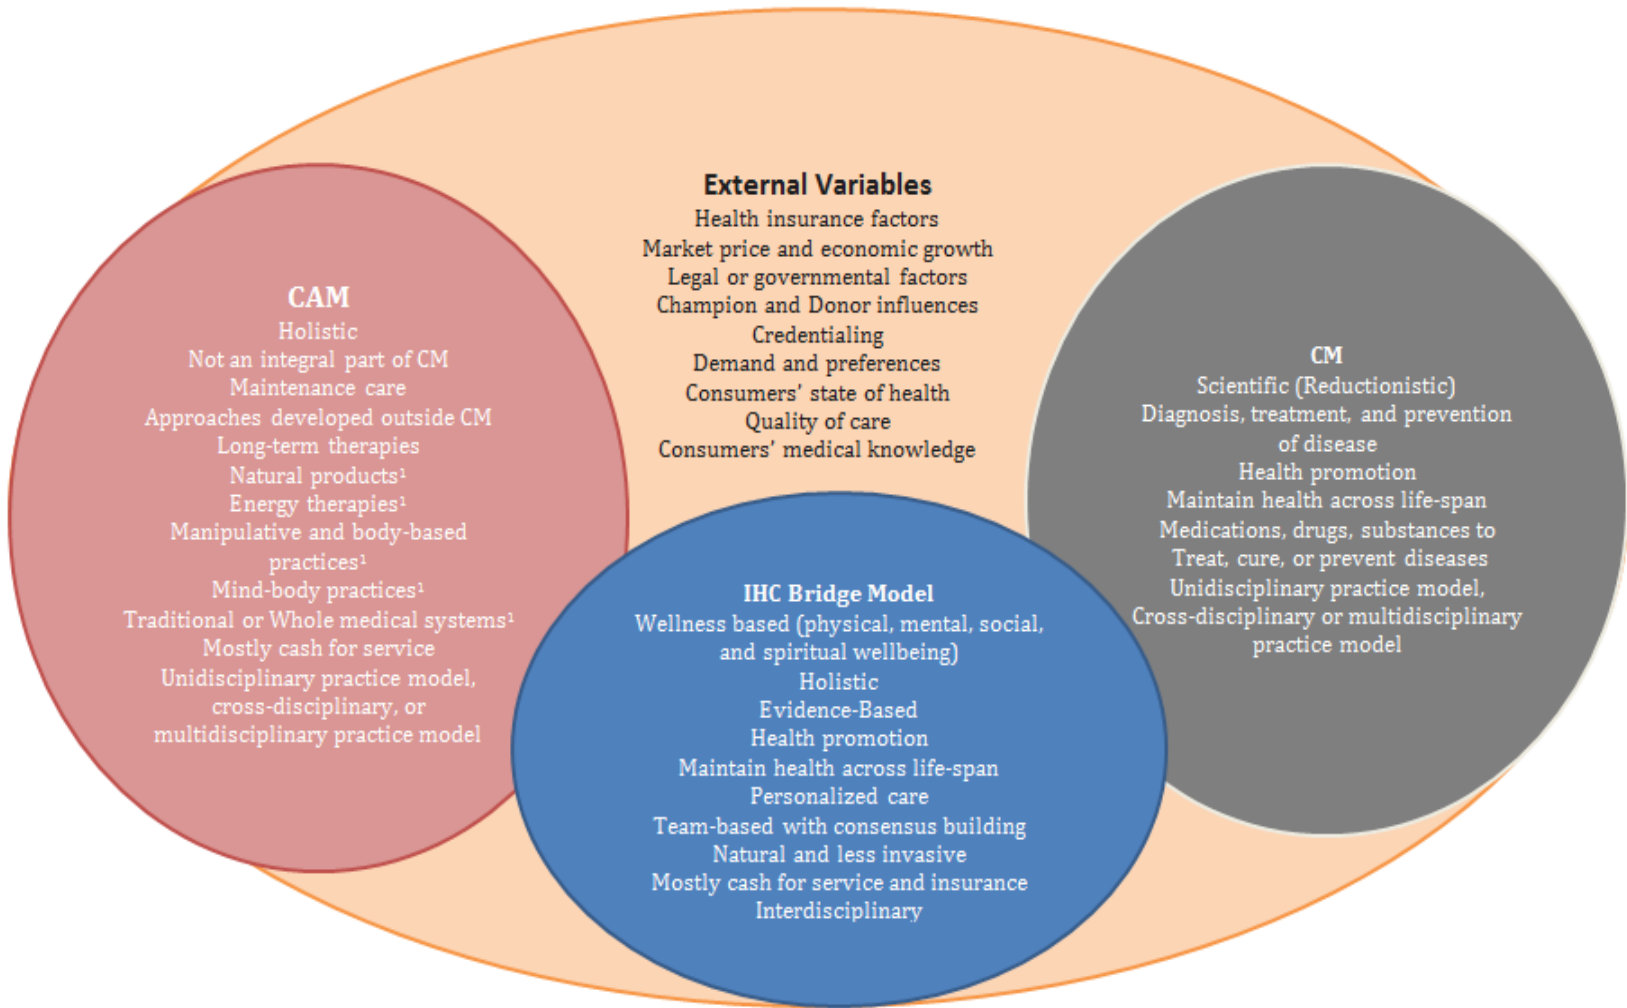 External Variables
Health insurance factors
Market price and economic growth
Legal or governmental factors
Champion and Donor influences
Credentialing
Demand and preferences
Consumers' state of health
Quality of care
Consumers' medical knowledge
CAM
Holistic
Not an integral part of CM
Maintenance care
Approaches developed outside CM
Long-term therapies
Natural products¹
Energy therapies¹
Manipulative and body-based
practices¹
Mind-body practices¹
Traditional or Whole medical systems¹
Mostly cash for service
Unidisciplinary practice model,
cross-disciplinary, or
multidisciplinary practice model
CM
Scientific (Reductionistic)
Diagnosis, treatment, and prevention
of disease
Health promotion
Maintain health across life-span
Medications, drugs, substances to
Treat, cure, or prevent diseases
Unidisciplinary practice model,
Cross-disciplinary or multidisciplinary
practice model
IHC Bridge Model
Wellness based (physical, mental, social,
and spiritual wellbeing)
Holistic
Evidence-Based
Health promotion
Maintain health across life-span
Personalized care
Team-based with consensus building
Natural and less invasive
Mostly cash for service and insurance
Interdisciplinary